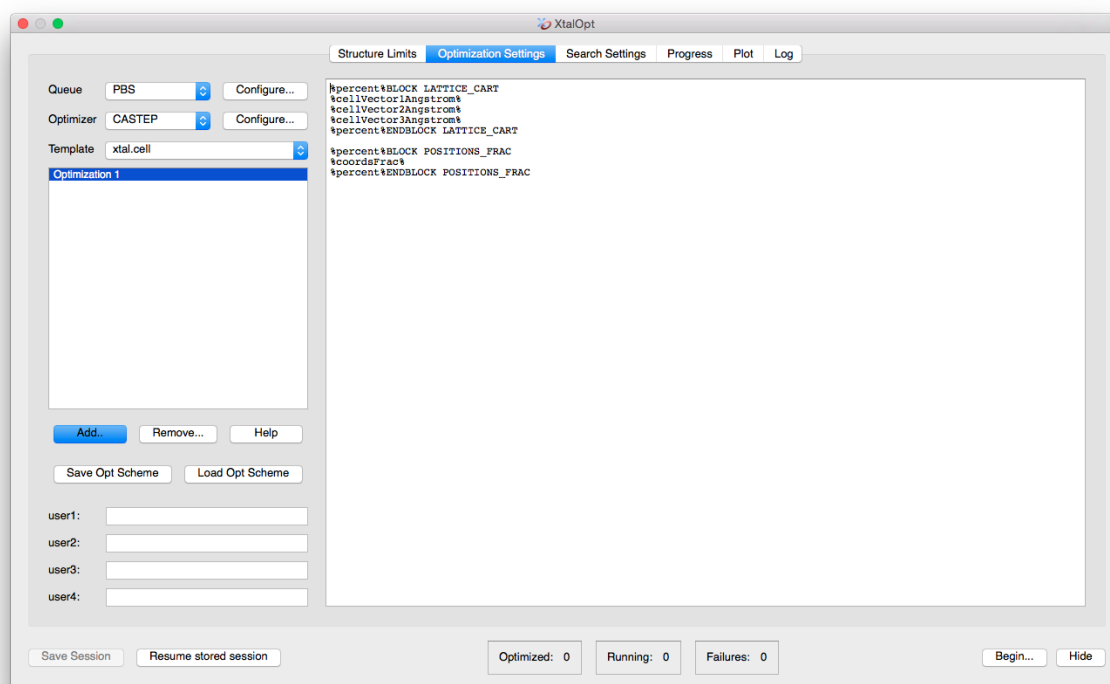 XtalOpt
Structure Limits
Optimization Settings
Search Settings
Progress
Plot
Log
Queue
PBS
Configure...
Optimizer
CASTEP
Configure...
Template
xtal.cell
Optimization 1
Add..
Remove...
Help
Save Opt Scheme
Load Opt Scheme
user1:
user2:
user3:
user4:
%percent%BLOCK LATTICE_CART
%cellVector1Angstrom%
%cellVector2Angstrom%
%cellVector3Angstrom%
%percent%ENDBLOCK LATTICE_CART
%percent%BLOCK POSITIONS_FRAC
%coordsFrac%
%percent%ENDBLOCK POSITIONS_FRAC
Save Session
Resume stored session
Optimized: 0
Running: 0
Failures: 0
Begin...
Hide